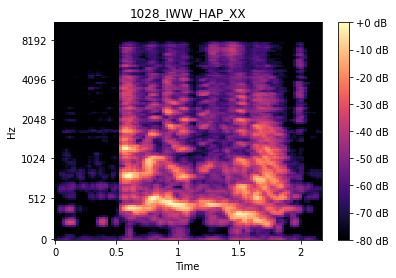 1028_IWW_HAP_XX
8192
4096
2048
1024
512
0
Hz
0
0.5
1
1.5
2
Time
+0 dB
-10 dB
-20 dB
-30 dB
-40 dB
-50 dB
-60 dB
-70 dB
-80 dB